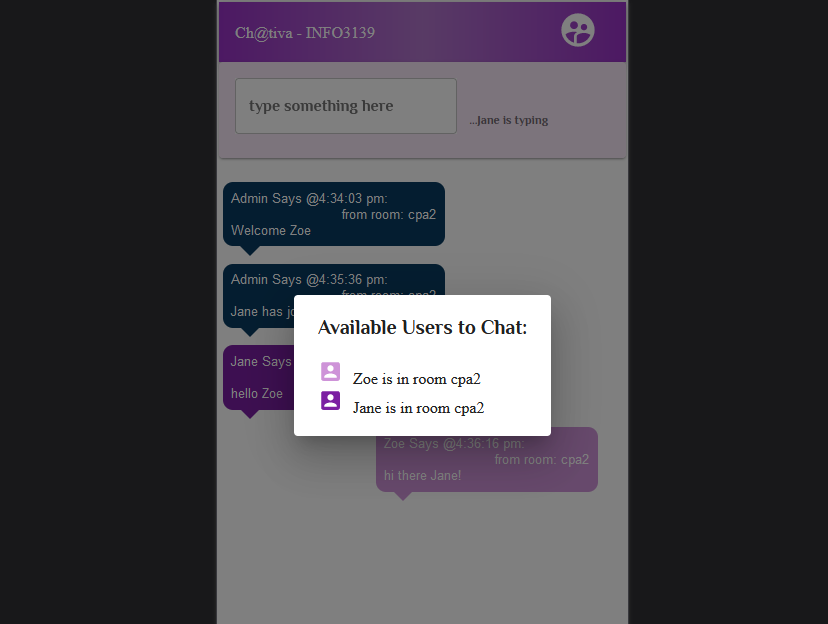 Ch@tiva - INFO3139
type something here
...Jane is typing
Admin Says @4:34:03 pm:
from room: cpa2
Welcome Zoe
Admin Says @4:35:36 pm:
from room: cpa2
Jane has
Jane Says
hello Zoe
Available Users to Chat:
Zoe is in room cpa2
Jane is in room cpa2
Zoe Says @4:36:16 pm:
from room: cpa2
hi there Jane!